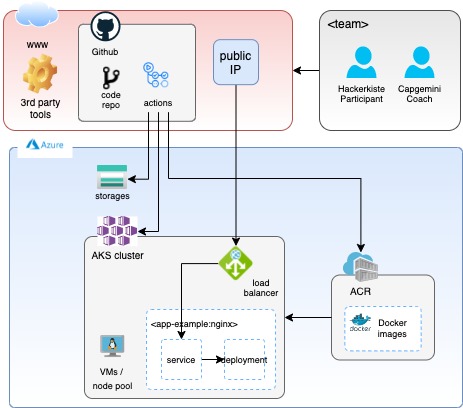 www
3rd party
tools
Github
code
repo
actions
public
IP
<team>
Hackerkiste
Participant
Capgemini
Coach
Azure
storages
AKS cluster
load
balancer
<app-example:nginx>
service
deployment
VMs /
node pool
ACR
docker
Docker
images